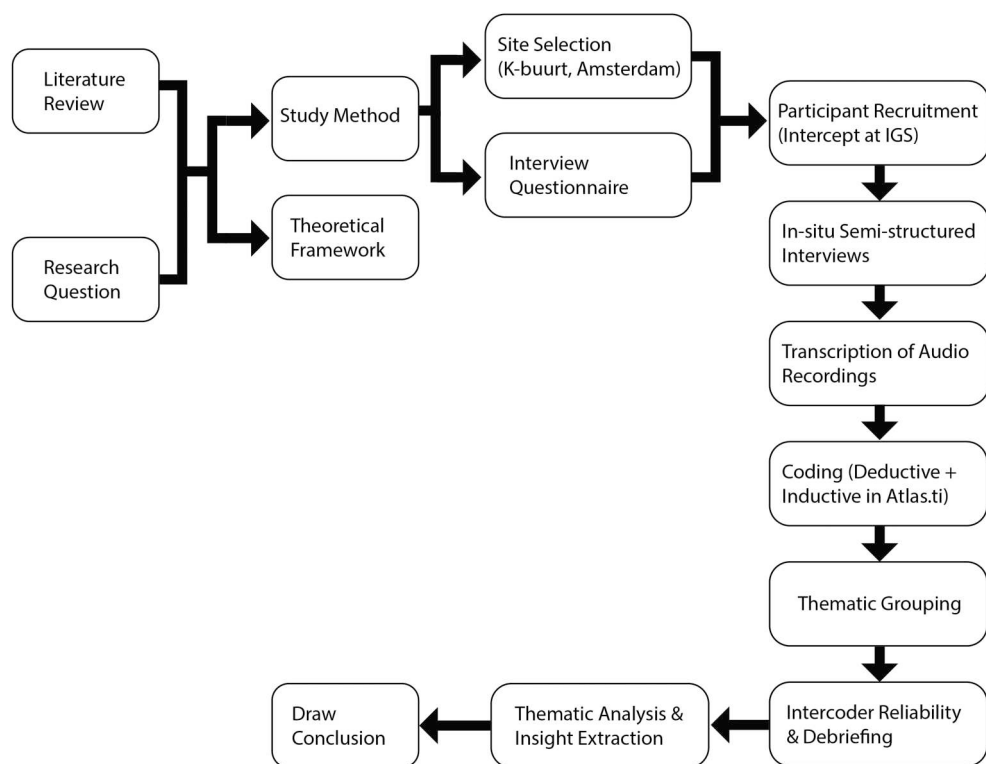 Literature
Review
Research
Question
Study Method
Theoretical
Framework
Site Selection
(K-buurt, Amsterdam)
Interview
Questionnaire
Participant Recruitment
(Intercept at IGS)
In-situ Semi-structured
Interviews
Transcription of Audio
Recordings
Coding (Deductive +
Inductive in Atlas.ti)
Thematic Grouping
Intercoder Reliability
& Debriefing
Thematic Analysis &
Insight Extraction
Draw
Conclusion